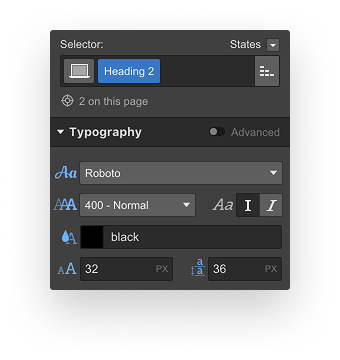 Selector: States
Heading 2
2 on this page
Typography Advanced
Aa Roboto
AAA 400 - Normal Aa I I
A black
AA 32 PX aa 36 PX